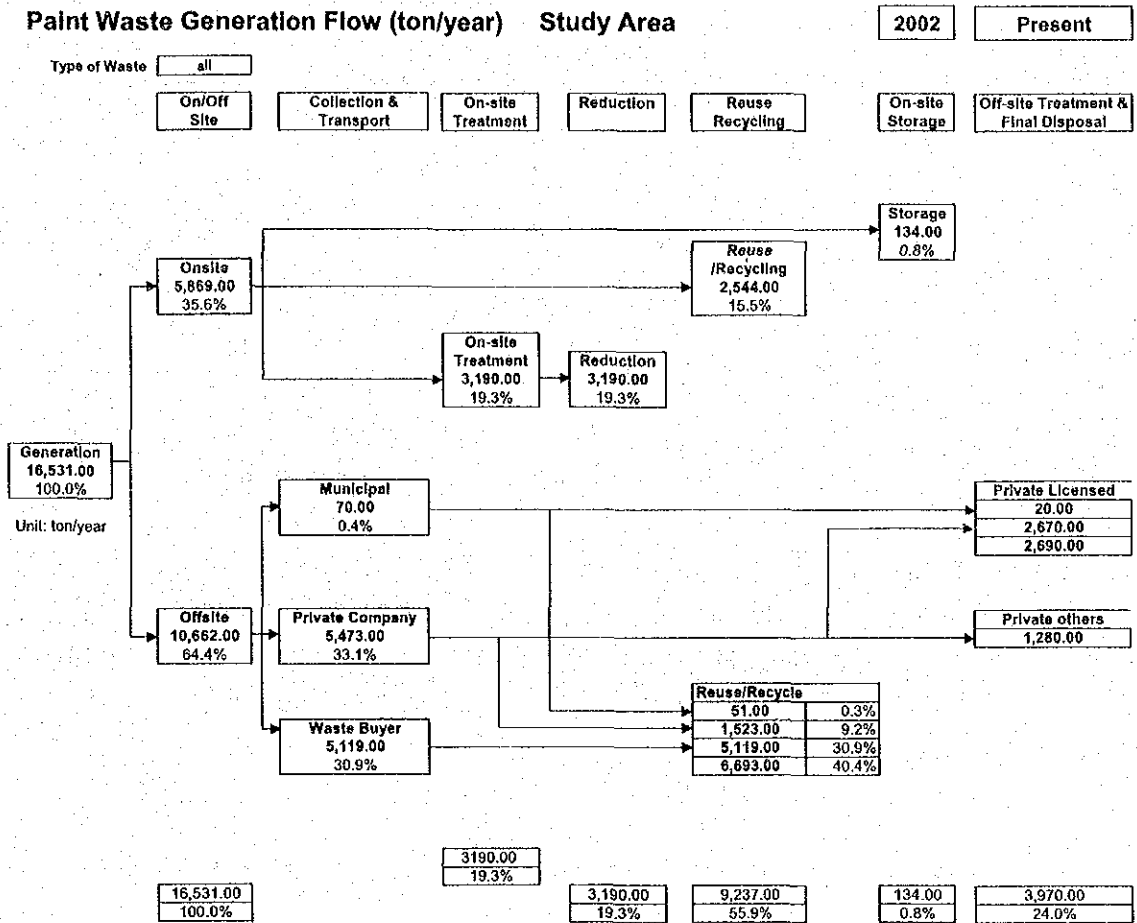 Paint Waste Generation Flow (ton/year) Study Area
2002
Present
Type of Waste
all
On/Off
Site
Collection &
Transport
On-site
Treatment
Reduction
Reuse
Recycling
On-site
Storage
Off-site Treatment &
Final Disposal
Storage
134.00
0.8%
Onsite
5,869.00
35.6%
Reuse
/Recycling
2,544.00
15.5%
On-site
Treatment
3,190.00
19.3%
Reduction
3,190.00
19.3%
Generation
16,531.00
100.0%
Unit: ton/year
Municipal
70.00
0.4%
Private Licensed
20.00
2,670.00
2,690.00
Offsite
10,662.00
64.4%
Private Company
5,473.00
33.1%
Private others
1,280.00
Waste Buyer
5,119.00
30.9%
Reuse/Recycle
51.00 0.3%
1,523.00 9.2%
5,119.00 30.9%
6,693.00 40.4%
3190.00
19.3%
16,531.00
100.0%
3,190.00
19.3%
9,237.00
55.9%
134.00
0.8%
3,970.00
24.0%